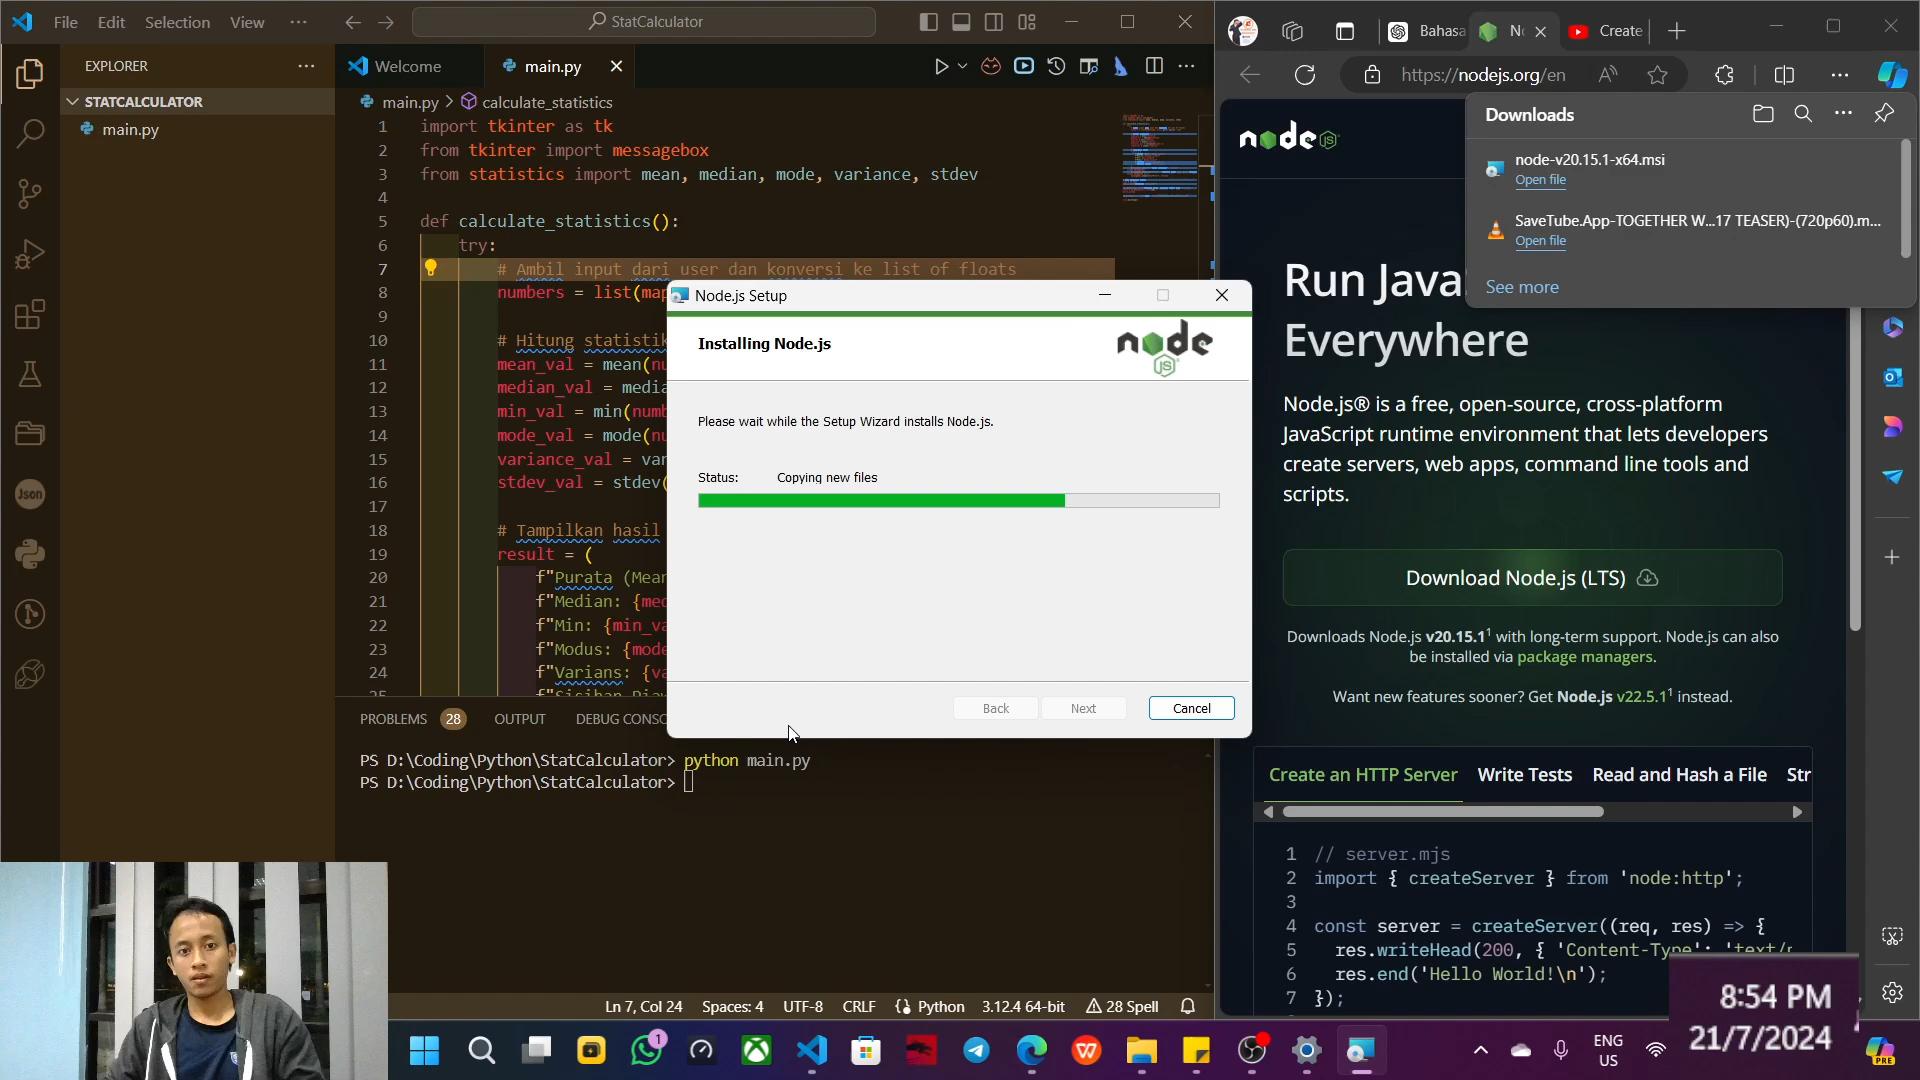 File Edit Selection View ···
StatCalculator
EXPLORER
STATCALCULATOR
main.py
Welcome
main.py
main.py > calculate_statistics
1 import tkinter as tk
2 from tkinter import messagebox
3 from statistics import mean, median, mode, variance, stdev
4
5 def calculate_statistics():
6 try:
7 # Ambil input dari user dan konversi ke list of floats
8 numbers = list(map
9
10 # Hitung statistik
11 mean_val = mean(nu
12 median_val = media
13 min_val = min(numb
14 mode_val = mode(nu
15 variance_val = var
16 stdev_val = stdev(
17
18 # Tampilkan hasil
19 result = (
20 f"Purata (Mean
21 f"Median: {med
22 f"Min: {min_va
23 f"Modus: {mode
24 f"Varians: {va
PROBLEMS 28 OUTPUT DEBUG CONSO
PS D:\Coding\Python\StatCalculator> python main.py
PS D:\Coding\Python\StatCalculator>
Json
Ln 7, Col 24 Spaces: 4 UTF-8 CRLF Python 3.12.4 64-bit 28 Spell
Node.js Setup
Installing Node.js
node
JS
Please wait while the Setup Wizard installs Node.js.
Status: Copying new files
Back Next Cancel
Bahasa
Create
https://nodejs.org/en
Downloads
node-v20.15.1-x64.msi
Open file
SaveTube.App-TOGETHER W...17 TEASER)-(720p60).m...
Open file
See more
node
JS
Run Java
Everywhere
Node.js® is a free, open-source, cross-platform
JavaScript runtime environment that lets developers
create servers, web apps, command line tools and
scripts.
Download Node.js (LTS)
Downloads Node.js v20.15.1¹ with long-term support. Node.js can also
be installed via package managers.
Want new features sooner? Get Node.js v22.5.1¹ instead.
Create an HTTP Server Write Tests Read and Hash a File Str
1 // server.mjs
2 import { createServer } from 'node:http';
3
4 const server = createServer((req, res) => {
5 res.writeHead(200, { 'Content-Type': 'text/
6 res.end('Hello World!\n');
7 });
1
ENG
US
8:54 PM
21/7/2024
PRE